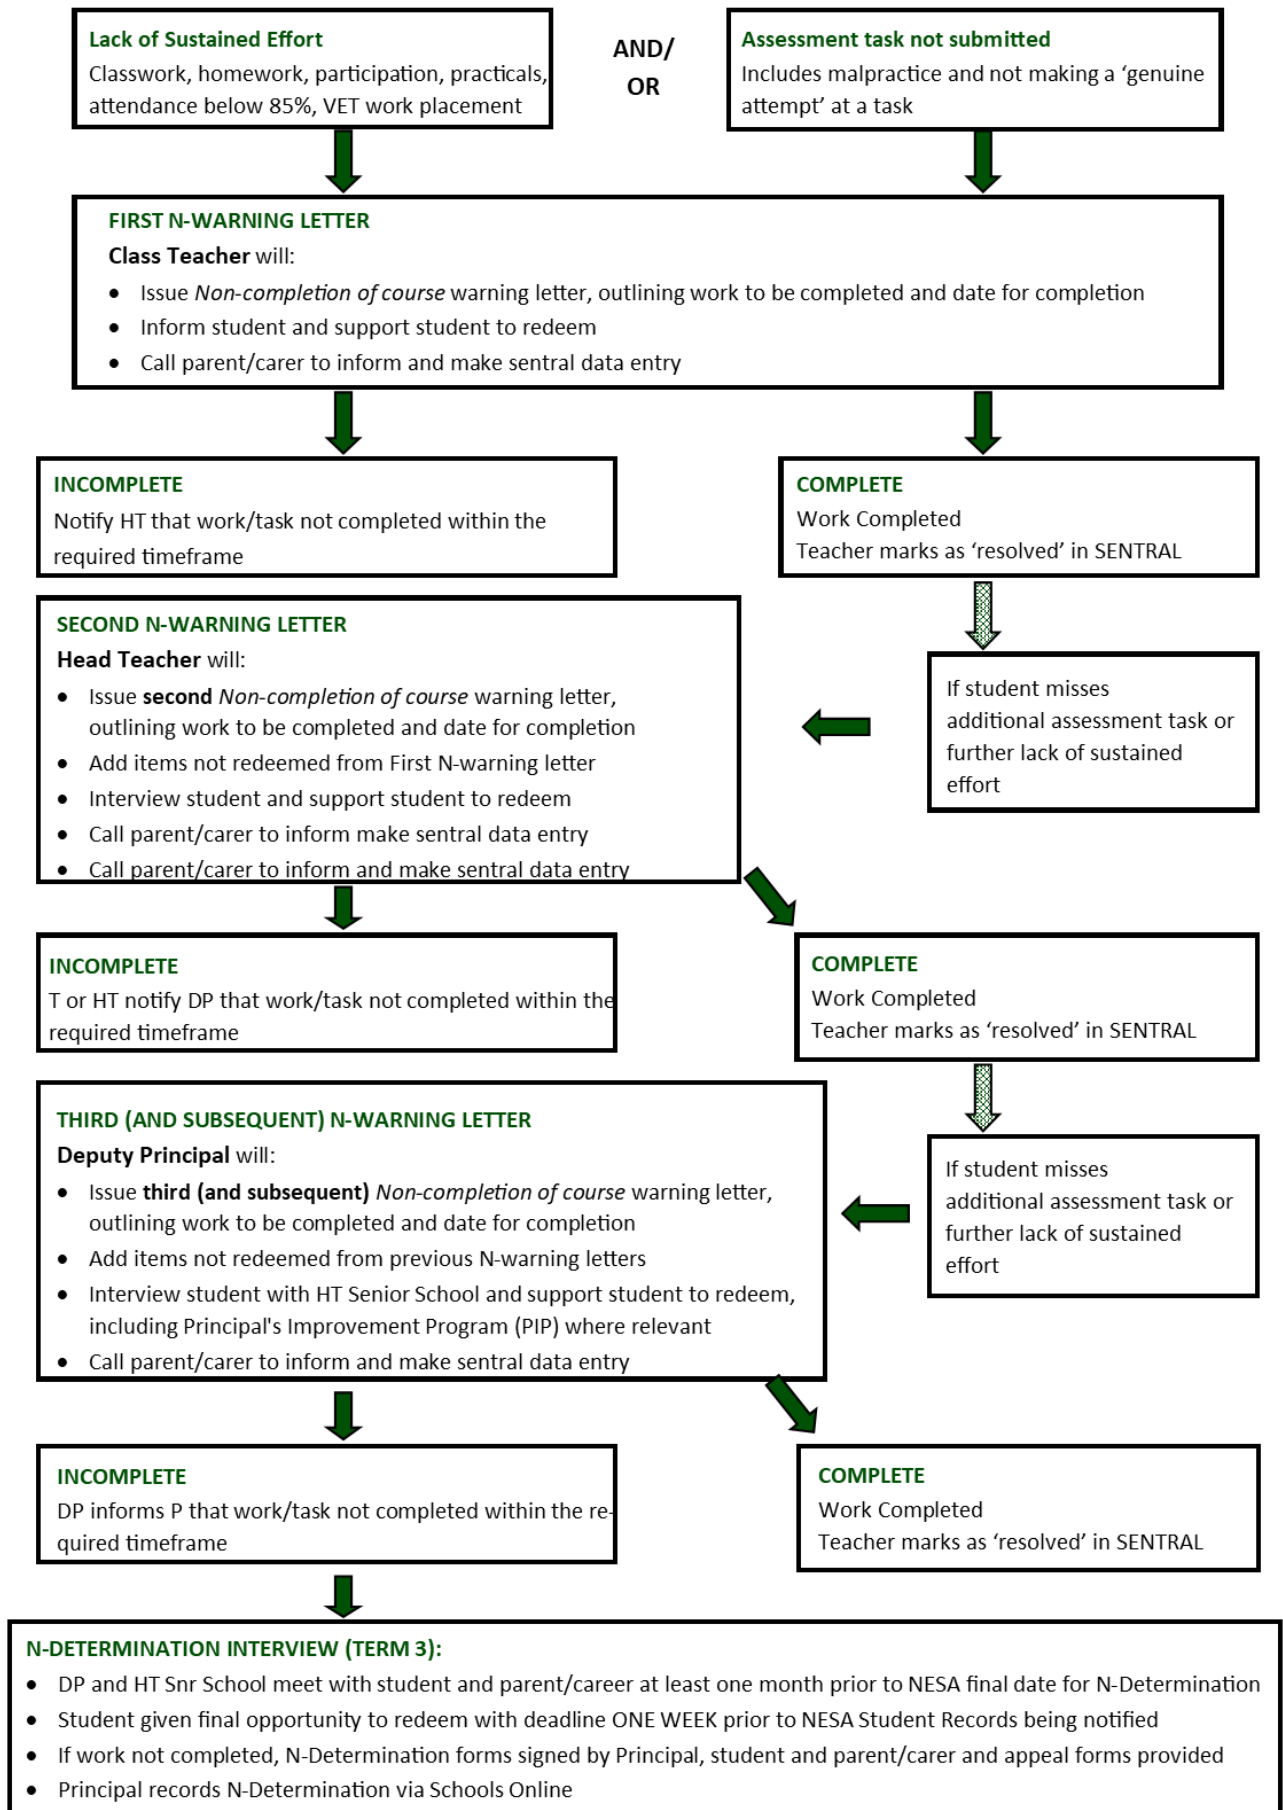 Lack of Sustained Effort
Classwork, homework, participation, practicals,
attendance below 85%, VET work placement
AND/
OR
Assessment task not submitted
Includes malpractice and not making a ‘genuine
attempt’ at a task
FIRST N-WARNING LETTER
Class Teacher will:
• Issue Non-completion of course warning letter, outlining work to be completed and date for completion
• Inform student and support student to redeem
• Call parent/carer to inform and make sentral data entry
INCOMPLETE
Notify HT that work/task not completed within the
required timeframe
COMPLETE
Work Completed
Teacher marks as ‘resolved’ in SENTRAL
SECOND N-WARNING LETTER
Head Teacher will:
• Issue second Non-completion of course warning letter,
outlining work to be completed and date for completion
• Add items not redeemed from First N-warning letter
• Interview student and support student to redeem
• Call parent/carer to inform make sentral data entry
• Call parent/carer to inform and make sentral data entry
If student misses
additional assessment task or
further lack of sustained
effort
INCOMPLETE
T or HT notify DP that work/task not completed within the
required timeframe
COMPLETE
Work Completed
Teacher marks as ‘resolved’ in SENTRAL
THIRD (AND SUBSEQUENT) N-WARNING LETTER
Deputy Principal will:
• Issue third (and subsequent) Non-completion of course warning letter,
outlining work to be completed and date for completion
• Add items not redeemed from previous N-warning letters
• Interview student with HT Senior School and support student to redeem,
including Principal's Improvement Program (PIP) where relevant
• Call parent/carer to inform and make sentral data entry
If student misses
additional assessment task or
further lack of sustained
effort
INCOMPLETE
DP informs P that work/task not completed within the re-
quired timeframe
COMPLETE
Work Completed
Teacher marks as ‘resolved’ in SENTRAL
N-DETERMINATION INTERVIEW (TERM 3):
• DP and HT Snr School meet with student and parent/career at least one month prior to NESA final date for N-Determination
• Student given final opportunity to redeem with deadline ONE WEEK prior to NESA Student Records being notified
• If work not completed, N-Determination forms signed by Principal, student and parent/carer and appeal forms provided
• Principal records N-Determination via Schools Online